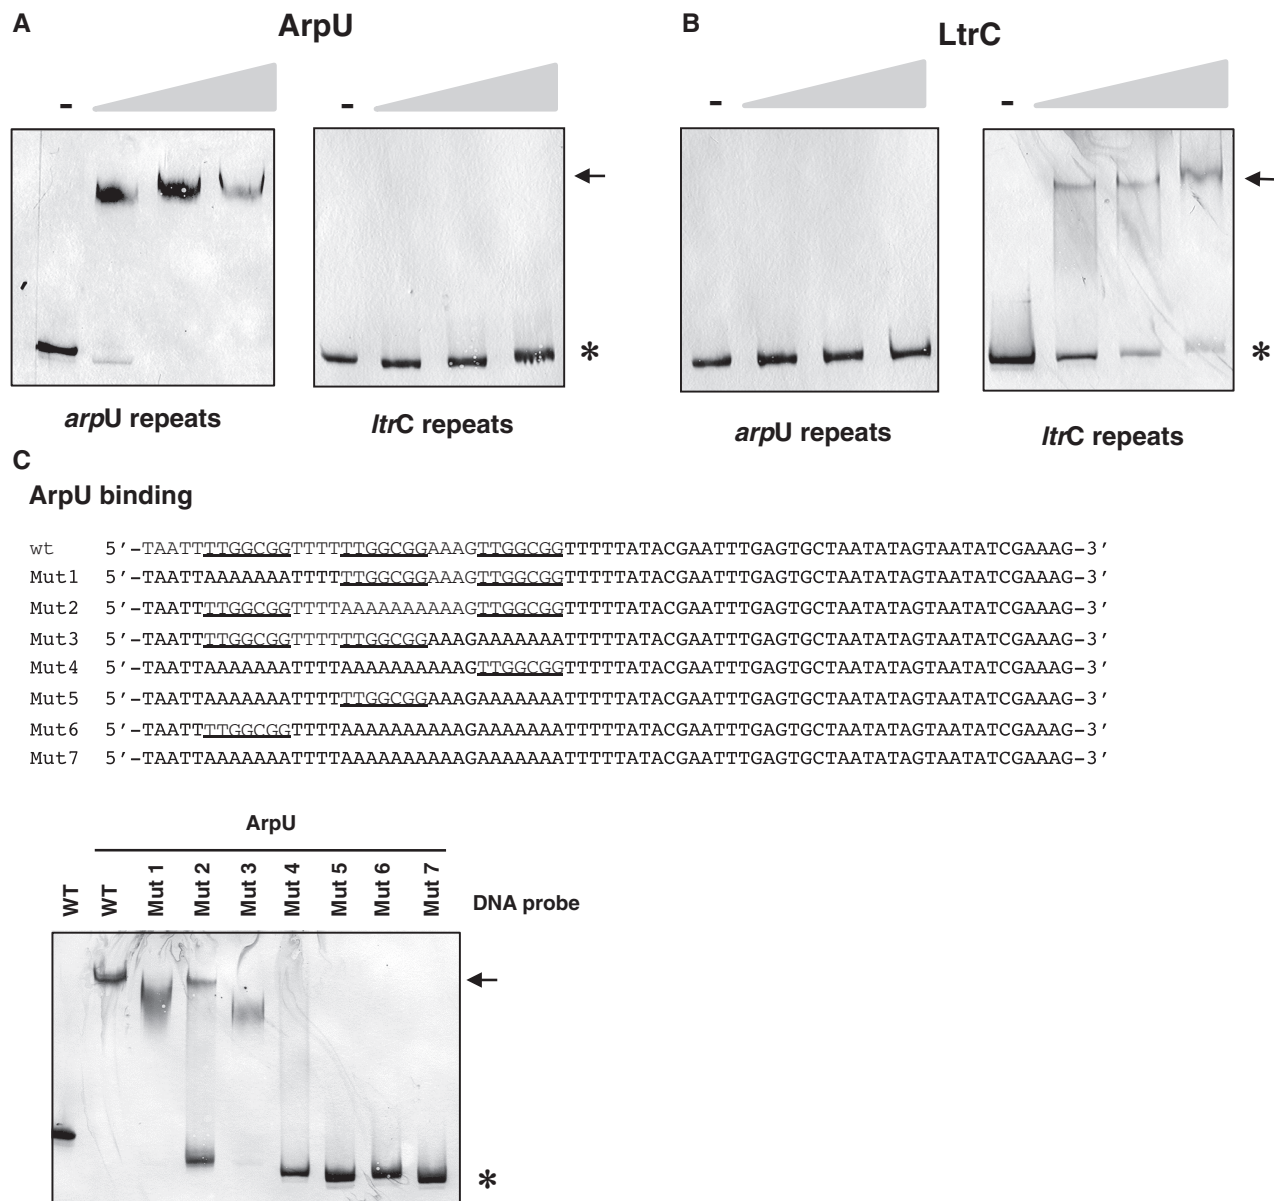 A
ArpU
B
LtrC
- -
- -
arpU repeats
ltrC repeats
arpU repeats
ltrC repeats
*
*
C
ArpU binding
wt 5′-TAATTTTGGCGGTTTTTTGGCGGAAAGTTGGCGGTTTTTATACGAATTTGAGTGCTAATATAGTAATATCGAAAG-3′
Mut1 5′-TAATTAAAAAAATTTTTTGGCGGAAAGTTGGCGGTTTTTATACGAATTTGAGTGCTAATATAGTAATATCGAAAG-3′
Mut2 5′-TAATTTTGGCGGTTTTAAAAAAAAAAGTTGGCGGTTTTTATACGAATTTGAGTGCTAATATAGTAATATCGAAAG-3′
Mut3 5′-TAATTTTGGCGGTTTTTTGGCGGAAAGAAAAAAATTTTTATACGAATTTGAGTGCTAATATAGTAATATCGAAAG-3′
Mut4 5′-TAATTAAAAAAATTTTAAAAAAAAAAGTTGGCGGTTTTTATACGAATTTGAGTGCTAATATAGTAATATCGAAAG-3′
Mut5 5′-TAATTAAAAAAATTTTTTGGCGGAAAGAAAAAAATTTTTATACGAATTTGAGTGCTAATATAGTAATATCGAAAG-3′
Mut6 5′-TAATTTTGGCGGTTTTAAAAAAAAAAGAAAAAAATTTTTATACGAATTTGAGTGCTAATATAGTAATATCGAAAG-3′
Mut7 5′-TAATTAAAAAAATTTTAAAAAAAAAAGAAAAAAATTTTTATACGAATTTGAGTGCTAATATAGTAATATCGAAAG-3′
ArpU
WT WT Mut 1 Mut 2 Mut 3 Mut 4 Mut 5 Mut 6 Mut 7
DNA probe
*